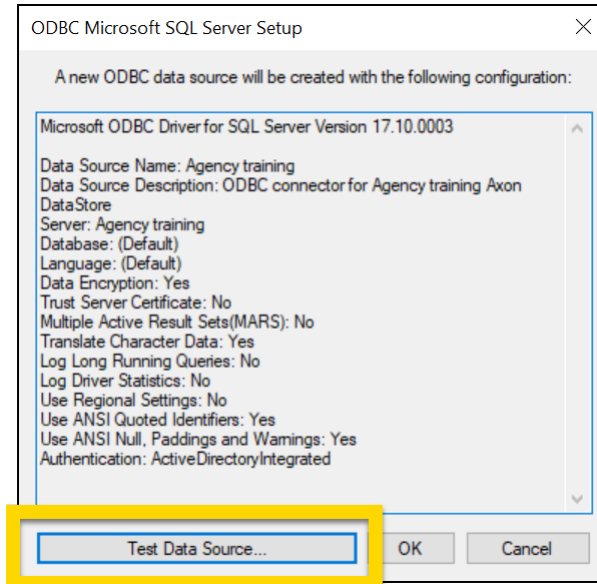 ODBC Microsoft SQL Server Setup
A new ODBC data source will be created with the following configuration:
Microsoft ODBC Driver for SQL Server Version 17.10.0003
Data Source Name: Agency training
Data Source Description: ODBC connector for Agency training Axon
DataStore
Server: Agency training
Database: (Default)
Language: (Default)
Data Encryption: Yes
Trust Server Certificate: No
Multiple Active Result Sets(MARS): No
Translate Character Data: Yes
Log Long Running Queries: No
Log Driver Statistics: No
Use Regional Settings: No
Use ANSI Quoted Identifiers: Yes
Use ANSI Null, Paddings and Warnings: Yes
Authentication: ActiveDirectoryIntegrated
Test Data Source...
OK
Cancel